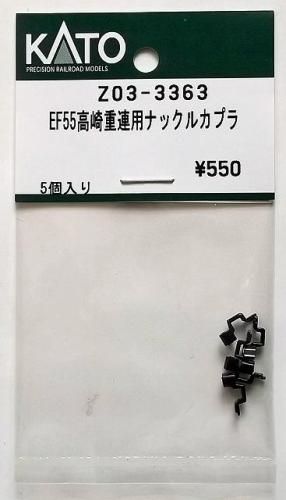 KATO
PRECISION RAILROAD MODELS
Z03-3363
EF55高崎重連用ナックルカプラ
¥550
5個入り